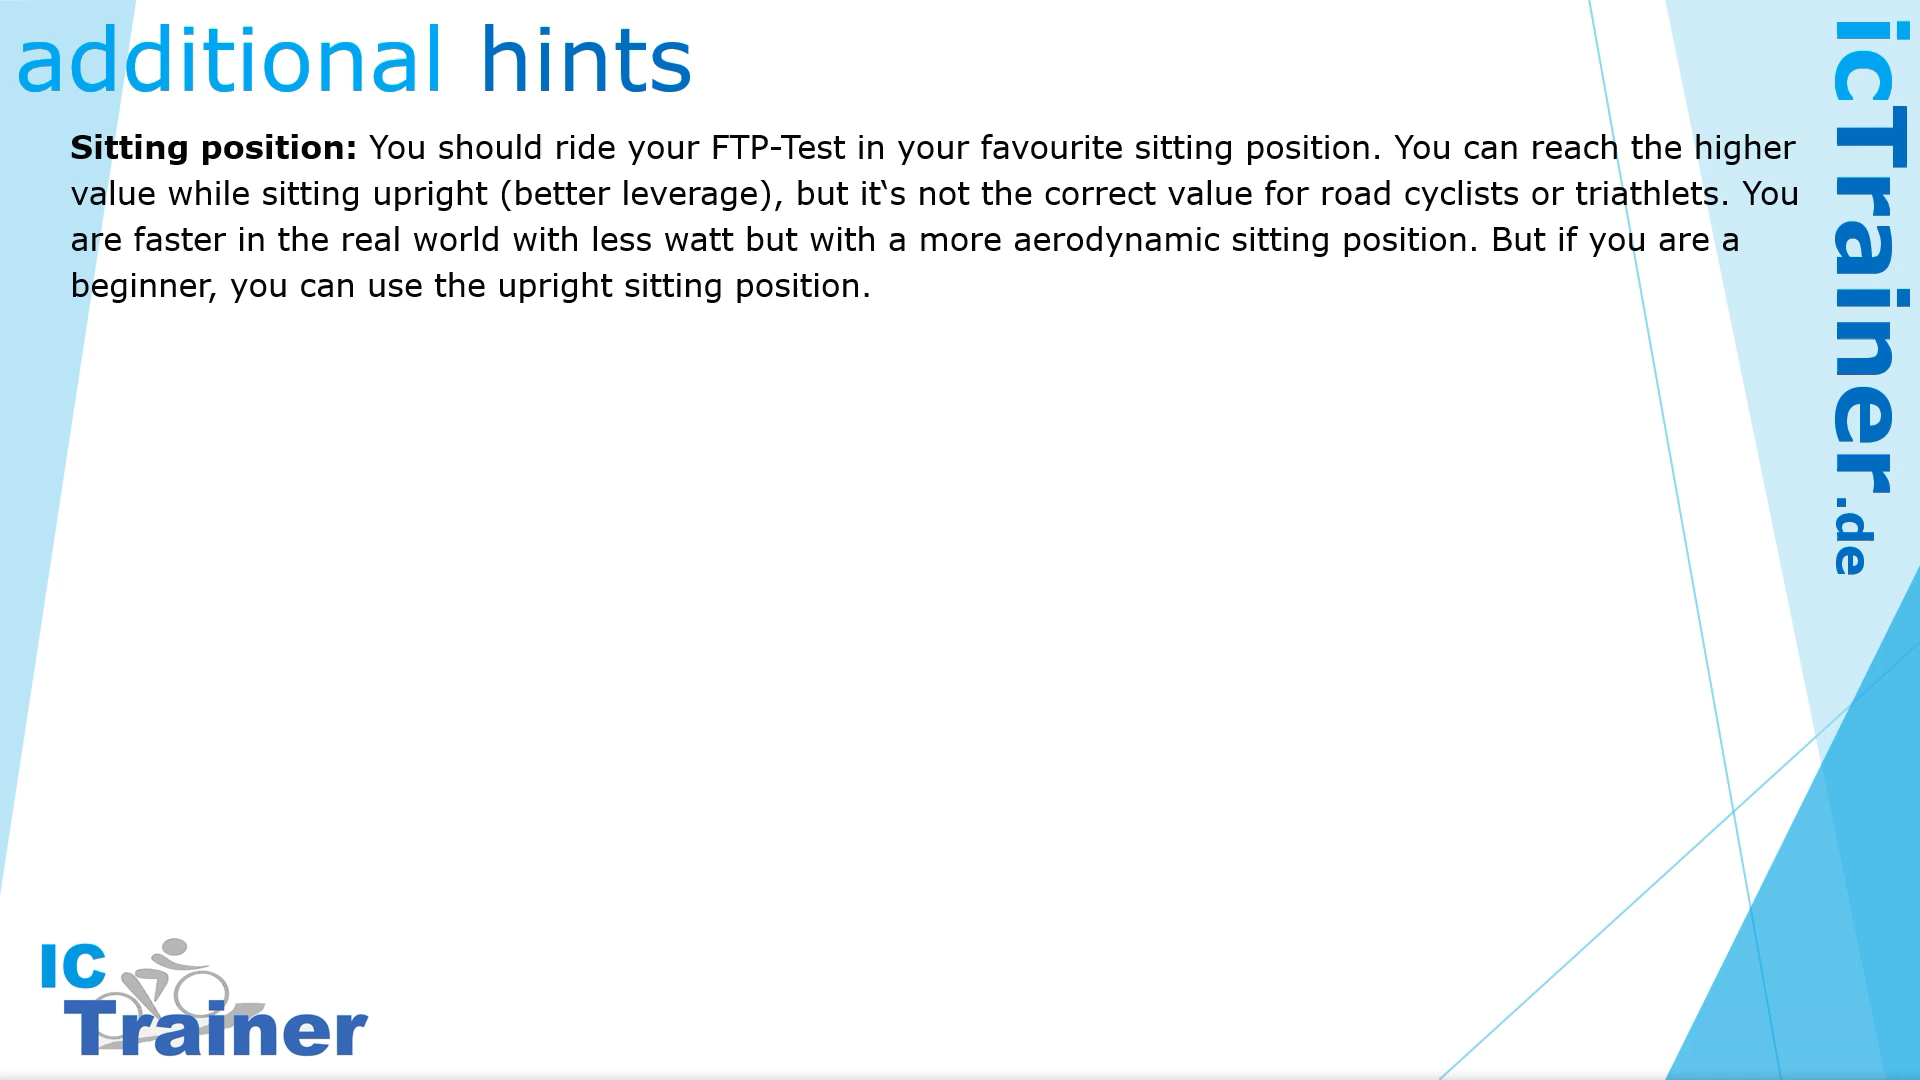 additional hints
Sitting position: You should ride your FTP-Test in your favourite sitting position. You can reach the higher
value while sitting upright (better leverage), but it‘s not the correct value for road cyclists or triathlets. You
are faster in the real world with less watt but with a more aerodynamic sitting position. But if you are a
beginner, you can use the upright sitting position.
icTrainer.de
IC
Trainer